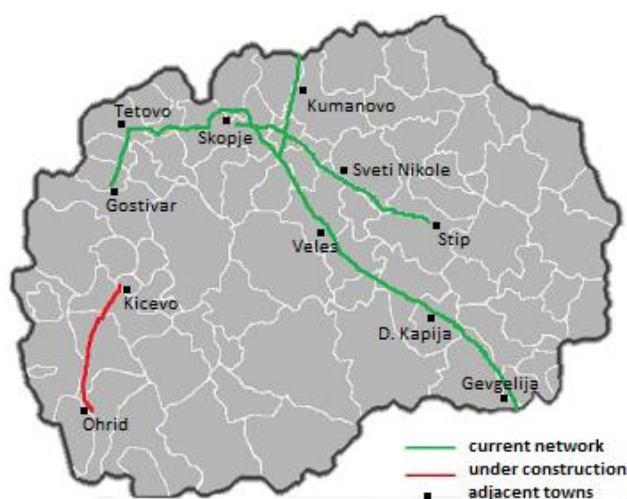 Kumanovo
Tetovo
Skopje
Sveti Nikole
Gostivar
Veles
Stip
Kicevo
D. Kapija
Gevgelija
Ohrid
current network
under construction
adjacent towns